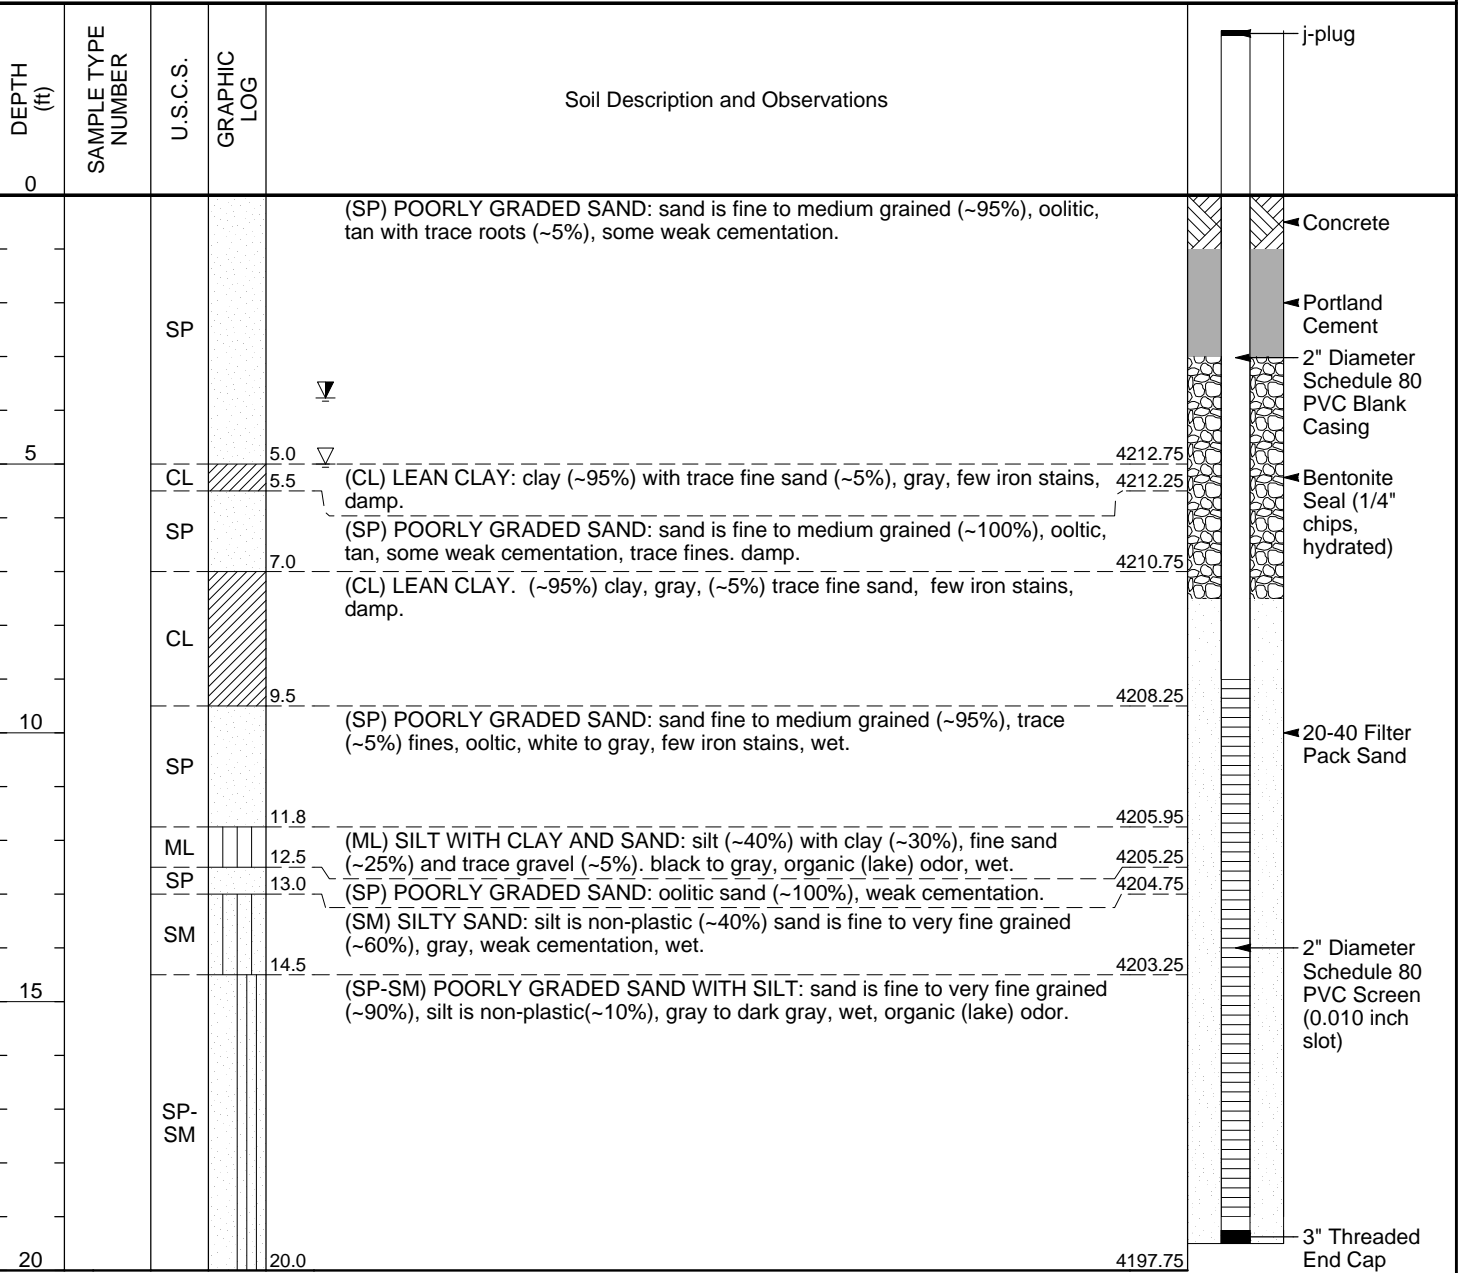 DEPTH
(ft)
SAMPLE TYPE
NUMBER
U.S.C.S.
GRAPHIC
LOG
Soil Description and Observations
j-plug
0
(SP) POORLY GRADED SAND: sand is fine to medium grained (~95%), oolitic,
tan with trace roots (~5%), some weak cementation.
Concrete
Portland
Cement
SP
2" Diameter
Schedule 80
PVC Blank
Casing
5
5.0
4212.75
CL
5.5
(CL) LEAN CLAY: clay (~95%) with trace fine sand (~5%), gray, few iron stains,
damp.
4212.25
Bentonite
Seal (1/4"
chips,
hydrated)
SP
(SP) POORLY GRADED SAND: sand is fine to medium grained (~100%), ooltic,
tan, some weak cementation, trace fines. damp.
7.0
4210.75
(CL) LEAN CLAY. (~95%) clay, gray, (~5%) trace fine sand, few iron stains,
damp.
CL
9.5
4208.25
(SP) POORLY GRADED SAND: sand fine to medium grained (~95%), trace
(~5%) fines, ooltic, white to gray, few iron stains, wet.
10
20-40 Filter
Pack Sand
SP
11.8
4205.95
ML
(ML) SILT WITH CLAY AND SAND: silt (~40%) with clay (~30%), fine sand
(~25%) and trace gravel (~5%). black to gray, organic (lake) odor, wet.
12.5
4205.25
SP
(SP) POORLY GRADED SAND: oolitic sand (~100%), weak cementation.
13.0
4204.75
SM
(SM) SILTY SAND: silt is non-plastic (~40%) sand is fine to very fine grained
(~60%), gray, weak cementation, wet.
14.5
4203.25
2" Diameter
Schedule 80
PVC Screen
(0.010 inch
slot)
15
(SP-SM) POORLY GRADED SAND WITH SILT: sand is fine to very fine grained
(~90%), silt is non-plastic(~10%), gray to dark gray, wet, organic (lake) odor.
SP-
SM
3" Threaded
End Cap
20
20.0
4197.75